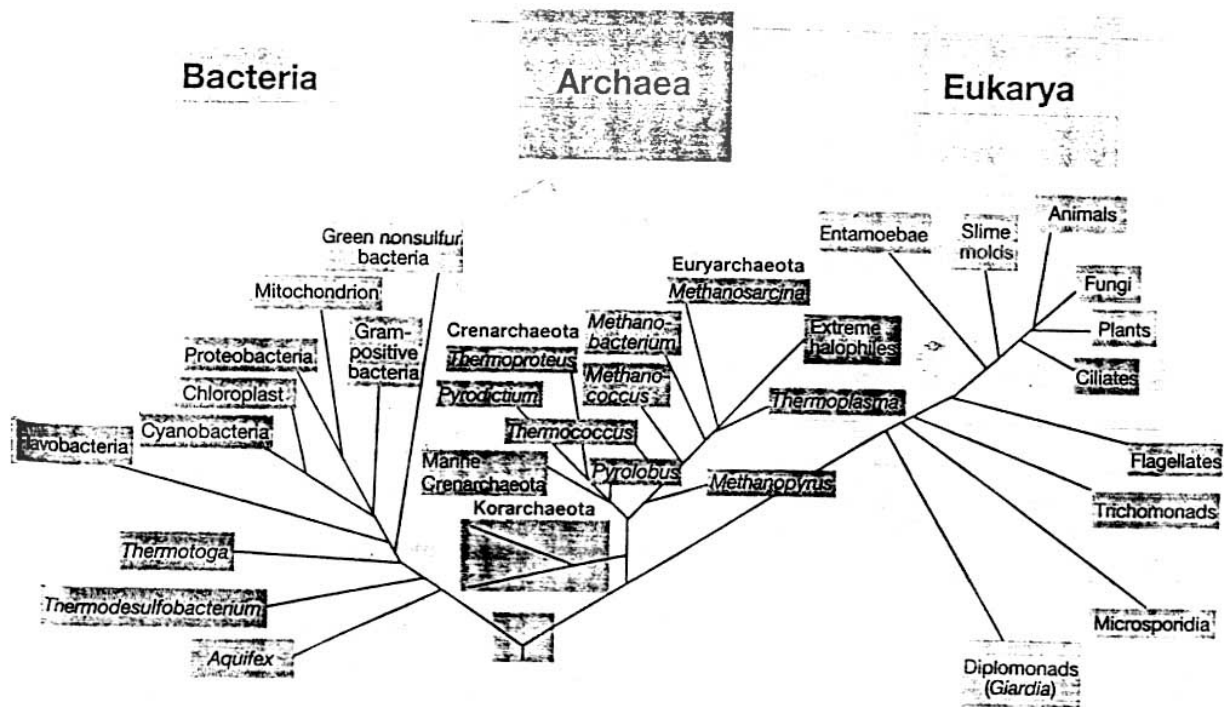 Bacteria
Archaea
Eukarya
Green nonsulfur
bacteria
Mitochondrion
Gram-
positive
bacteria
Proteobacteria
Chloroplast
Cyanobacteria
lavobacteria
Thermotoga
Thermodesulfobacterium
Aquifex
Crenarchaeota
Thermoproteus
Pyrodictium
Thermococcus
Marine
Crenarchaeota
Pyrolobus
Korarchaeota
Euryarchaeota
Methanosarcina
Methano-
bacterium
Methano-
coccus
Extreme
halophiles
Thermoplasma
Methanopyrus
Entamoebae
Slime
molds
Animals
Fungi
Plants
Ciliates
Flagellates
Trichomonads
Microsporidia
Diplomonads
(Giardia)